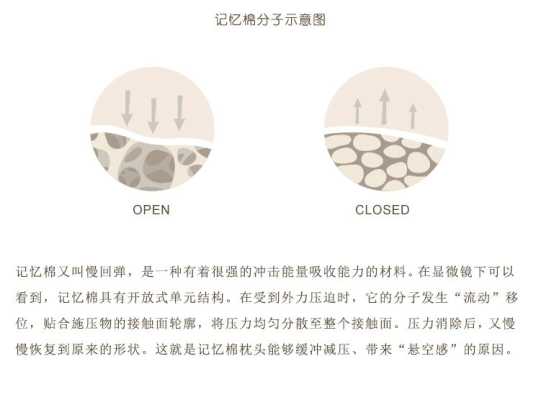 记忆棉分子示意图
OPEN
CLOSED
记忆棉又叫慢回弹，是一种有着很强的冲击能量吸收能力的材料。在显微镜下可以
看到，记忆棉具有开放式单元结构。在受到外力压迫时，它的分子发生“流动”移
位，贴合施压物的接触面轮廓，将压力均匀分散至整个接触面。压力消除后，又慢
慢恢复到原来的形状。这就是记忆棉枕头能够缓冲减压、带来“悬空感”的原因。